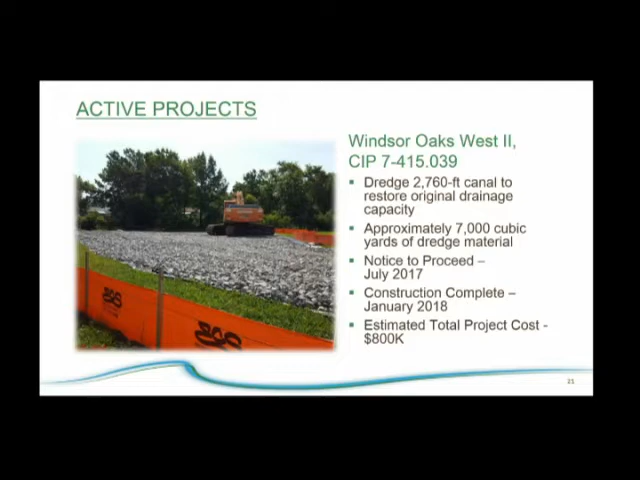 ACTIVE PROJECTS
Windsor Oaks West II,
CIP 7-415.039
▪ Dredge 2,760-ft canal to
restore original drainage
capacity
▪ Approximately 7,000 cubic
yards of dredge material
▪ Notice to Proceed –
July 2017
▪ Construction Complete –
January 2018
▪ Estimated Total Project Cost -
$800K
21